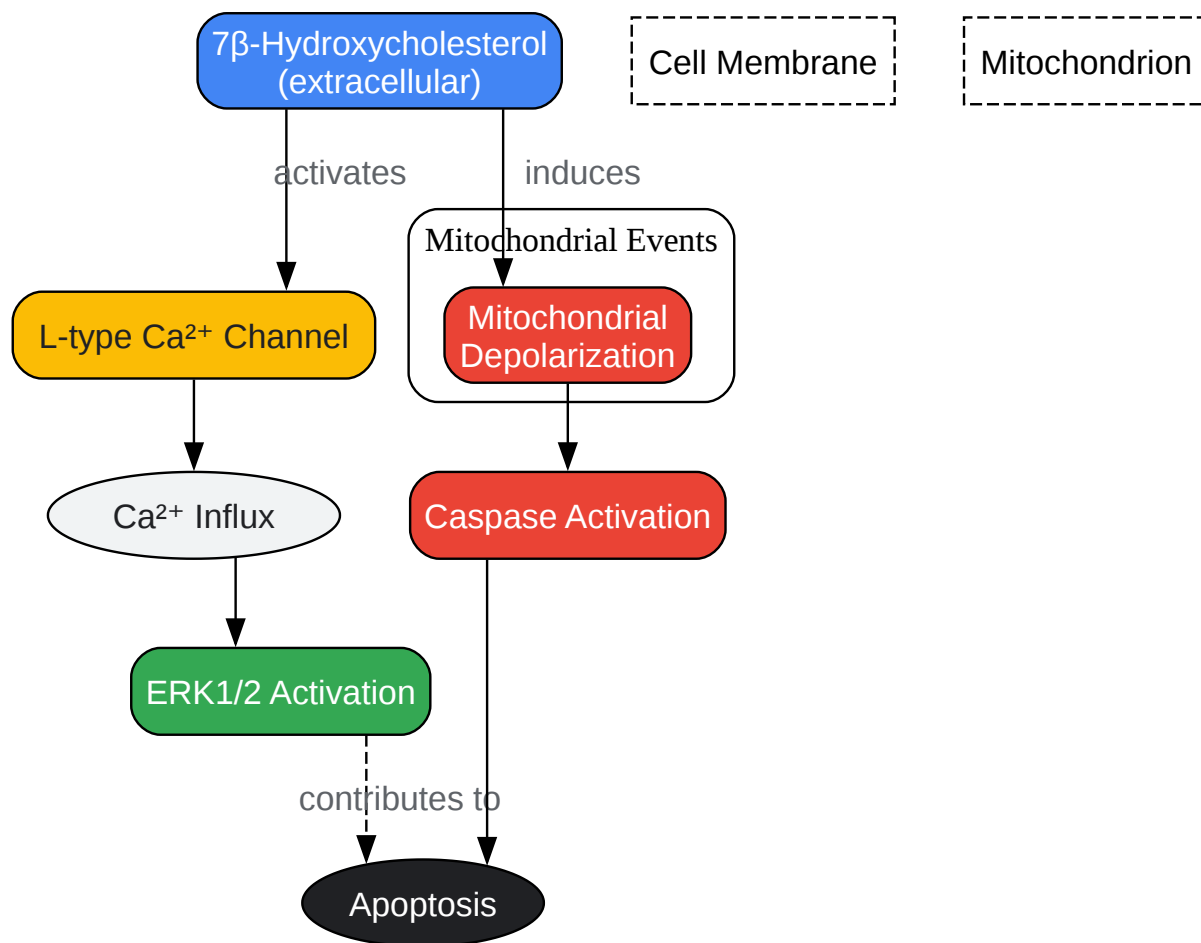 7β-Hydroxycholesterol
(extracellular)
Cell Membrane
Mitochondrion
activates
induces
Mitochondrial Events
L-type Ca²⁺ Channel
Mitochondrial
Depolarization
Ca²⁺ Influx
Caspase Activation
ERK1/2 Activation
contributes to
Apoptosis